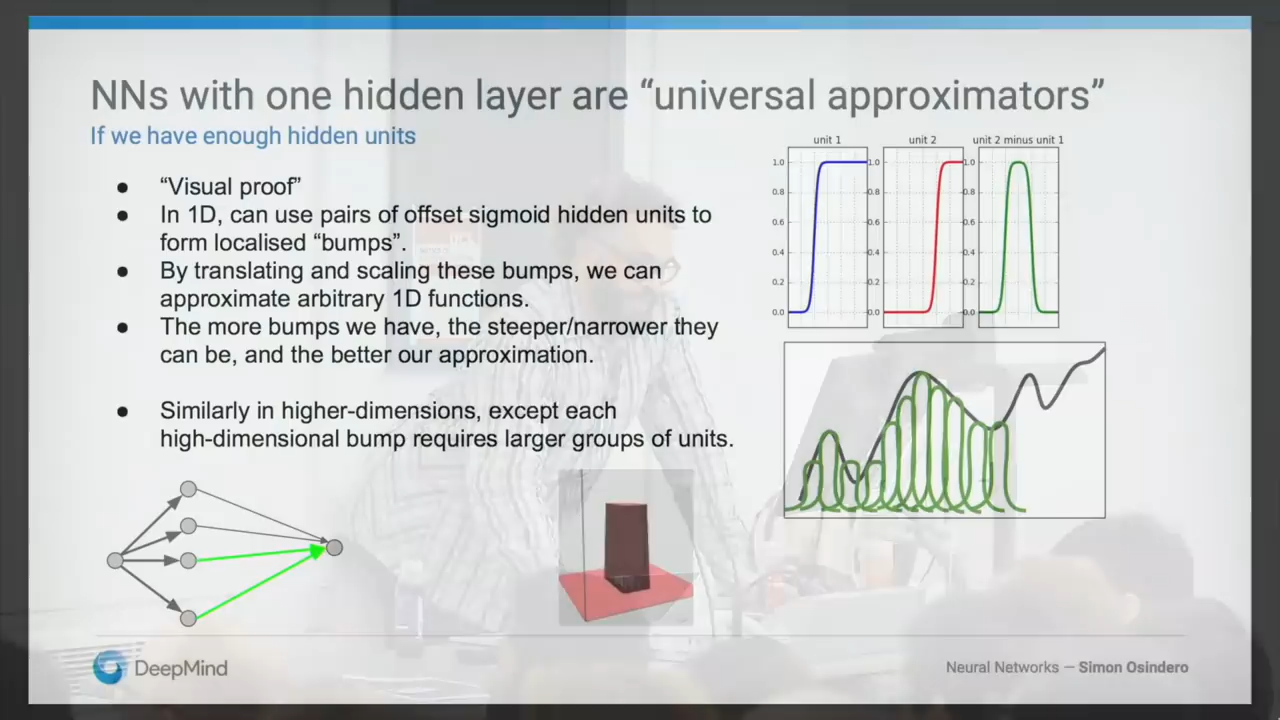 NNs with one hidden layer are “universal approximators”
If we have enough hidden units
● “Visual proof”
● In 1D, can use pairs of offset sigmoid hidden units to
form localised “bumps”.
● By translating and scaling these bumps, we can
approximate arbitrary 1D functions.
● The more bumps we have, the steeper/narrower they
can be, and the better our approximation.
● Similarly in higher-dimensions, except each
high-dimensional bump requires larger groups of units.
unit 1 unit 2 unit 2 minus unit 1
1.0 1.0 1.0
0.8 0.8 0.8
0.6 0.6 0.6
0.4 0.4 0.4
0.2 0.2 0.2
0.0 0.0 0.0
DeepMind
Neural Networks — Simon Osindero